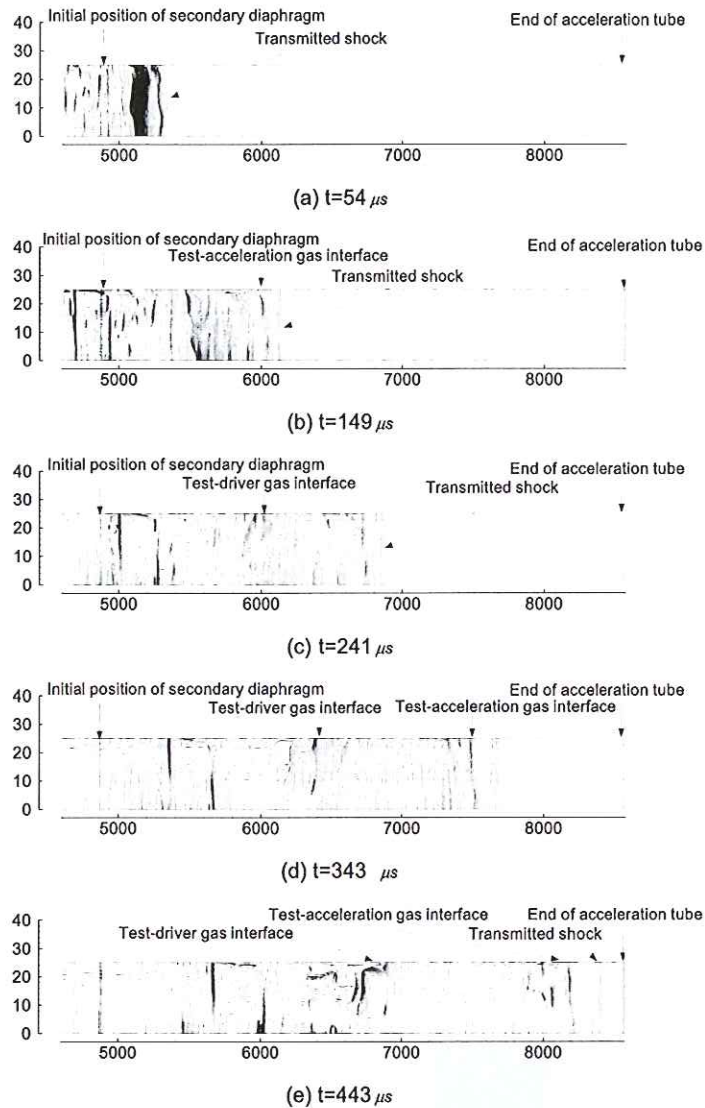 Initial position of secondary diaphragm
Transmitted shock
End of acceleration tube
40
30
20
10
0
5000 6000 7000 8000
(a) t=54 μs
Initial position of secondary diaphragm
Test-acceleration gas interface
Transmitted shock
End of acceleration tube
40
30
20
10
0
5000 6000 7000 8000
(b) t=149 μs
Initial position of secondary diaphragm
Test-driver gas interface
Transmitted shock
End of acceleration tube
40
30
20
10
0
5000 6000 7000 8000
(c) t=241 μs
Initial position of secondary diaphragm
Test-driver gas interface
Test-acceleration gas interface
End of acceleration tube
40
30
20
10
0
5000 6000 7000 8000
(d) t=343 μs
Test-acceleration gas interface
End of acceleration tube
Test-driver gas interface
Transmitted shock
40
30
20
10
0
5000 6000 7000 8000
(e) t=443 μs